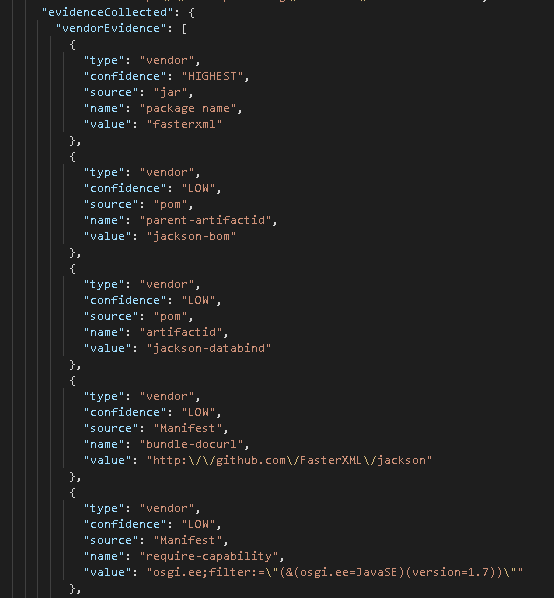 "evidenceCollected": {
"vendorEvidence": [
{
"type": "vendor",
"confidence": "HIGHEST",
"source": "jar",
"name": "package name",
"value": "fasterxml"
},
{
"type": "vendor",
"confidence": "LOW",
"source": "pom",
"name": "parent-artifactid",
"value": "jackson-bom"
},
{
"type": "vendor",
"confidence": "LOW",
"source": "pom",
"name": "artifactid",
"value": "jackson-databind"
},
{
"type": "vendor",
"confidence": "LOW",
"source": "Manifest",
"name": "bundle-docurl",
"value": "http:\/\/github.com\/FasterXML\/jackson"
},
{
"type": "vendor",
"confidence": "LOW",
"source": "Manifest",
"name": "require-capability",
"value": "osgi.ee;filter:=\"(&(osgi.ee=JavaSE)(version=1.7))\""
},